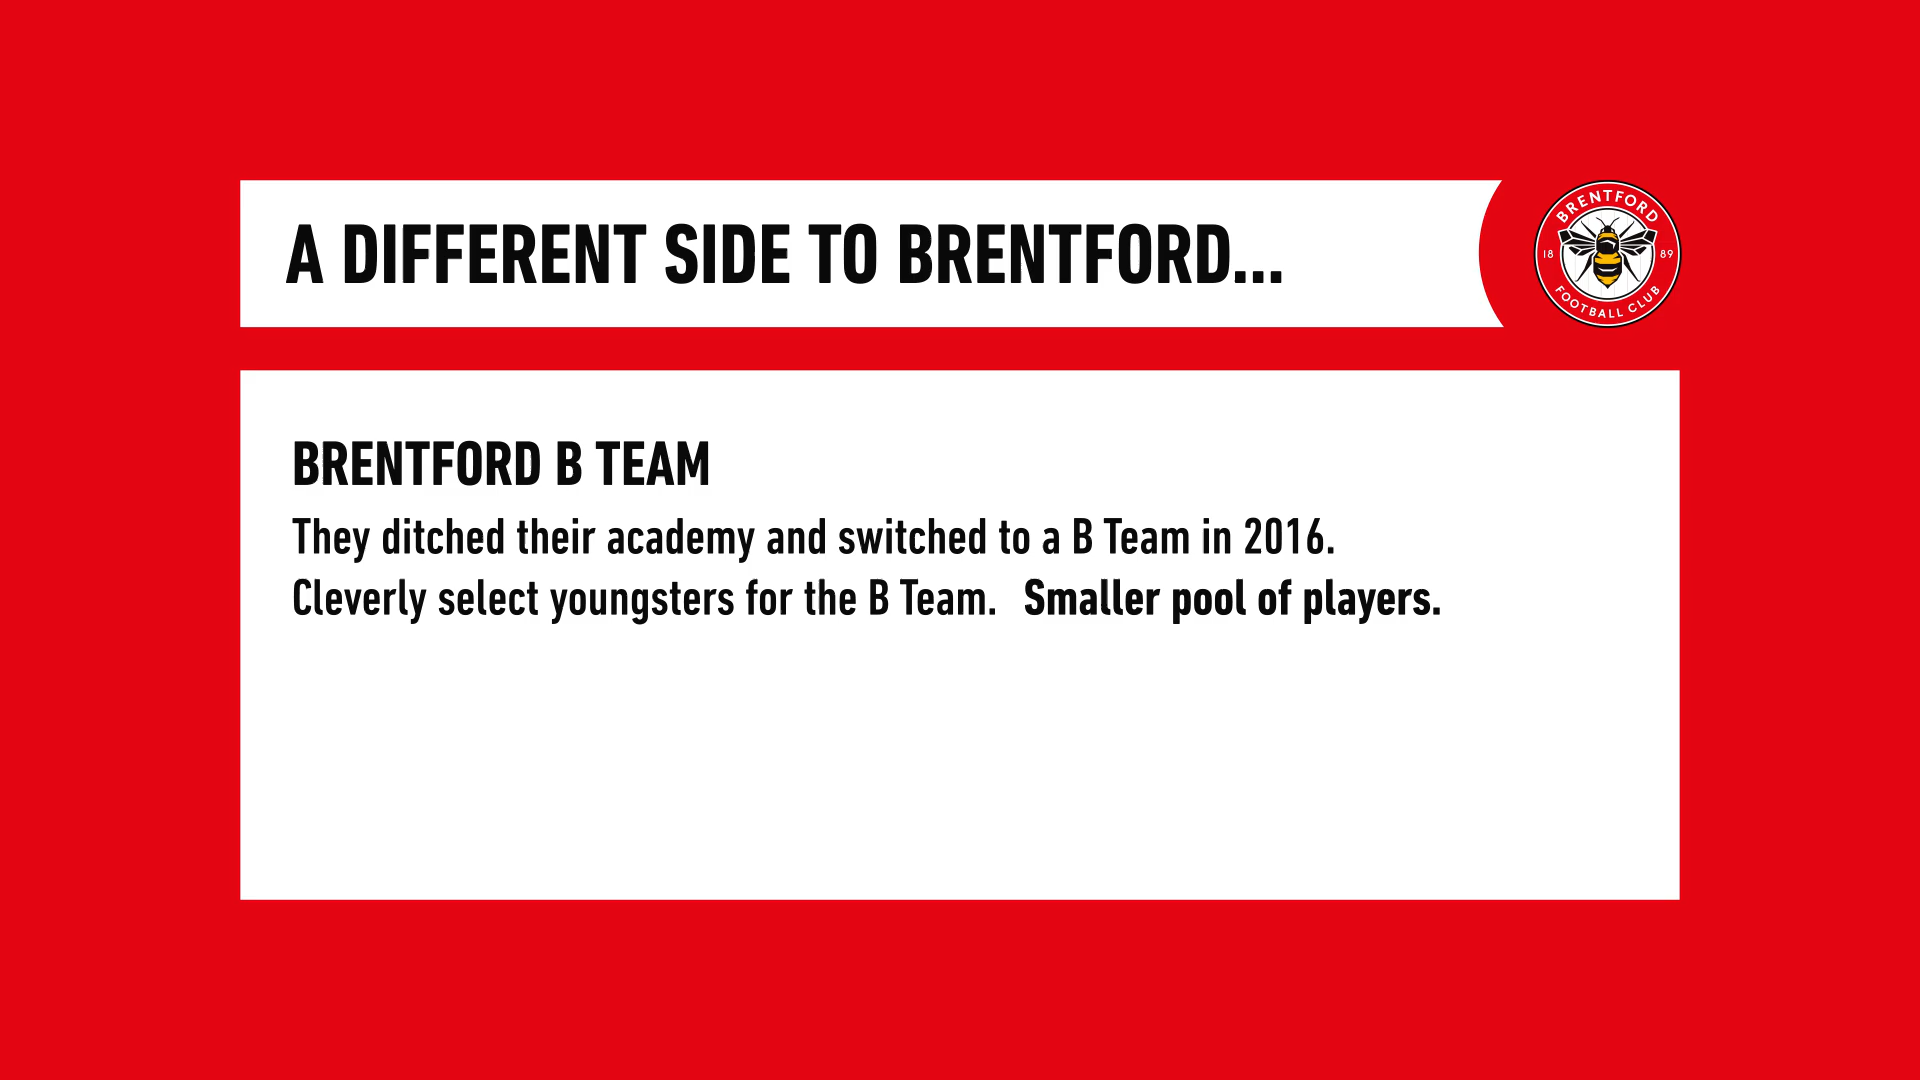 A DIFFERENT SIDE TO BRENTFORD...
BRENTFORD
18 89
FOOTBALL CLUB
BRENTFORD B TEAM
They ditched their academy and switched to a B Team in 2016.
Cleverly select youngsters for the B Team. Smaller pool of players.